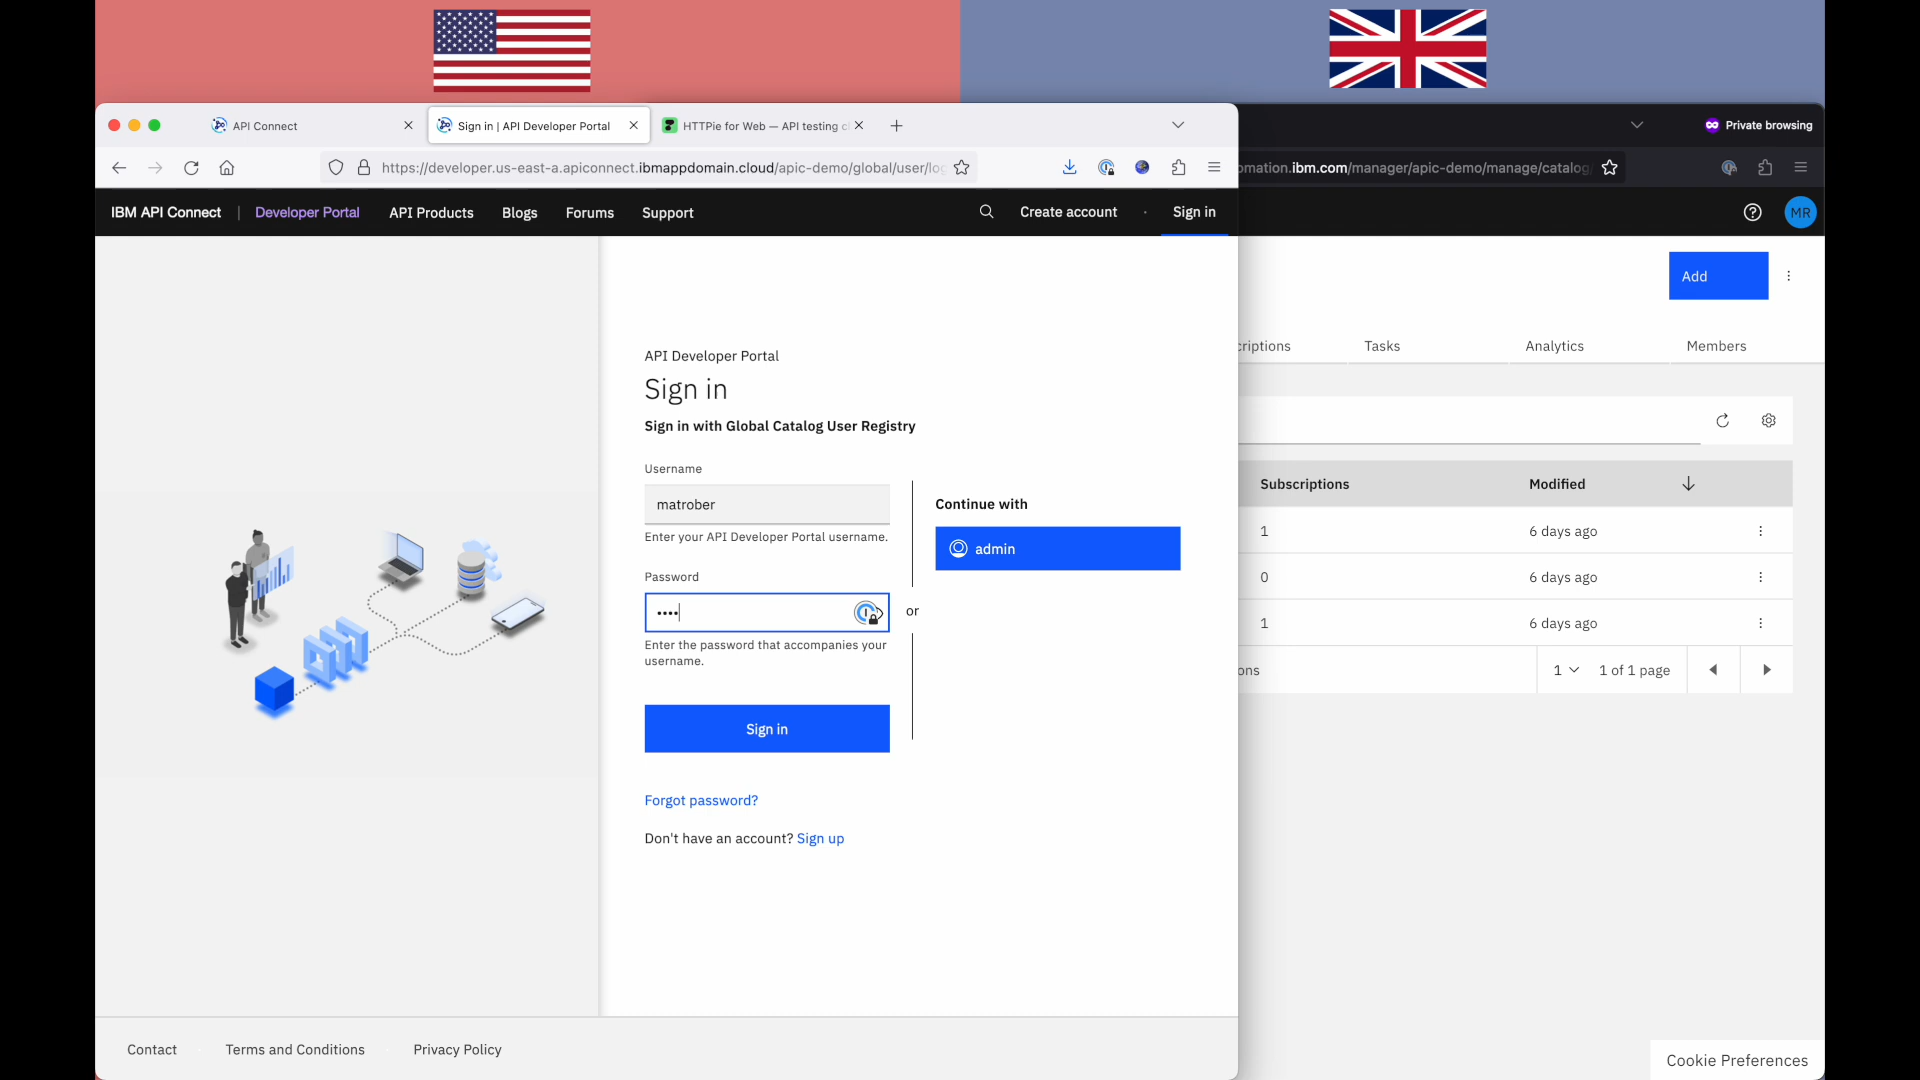 API Connect
Sign in | API Developer Portal
HTTPie for Web — API testing c
Private browsing
https://developer.us-east-a.apiconnect.ibmappdomain.cloud/apic-demo/global/user/log
omation.ibm.com/manager/apic-demo/manage/catalog
IBM API Connect | Developer Portal API Products Blogs Forums Support Create account · Sign in
MR
Add
criptions Tasks Analytics Members
API Developer Portal
Sign in
Sign in with Global Catalog User Registry
Username
matrober
Enter your API Developer Portal username.
Password
••••
Enter the password that accompanies your
username.
Sign in
or
Continue with
admin
Forgot password?
Don't have an account? Sign up
Subscriptions Modified
1 6 days ago
0 6 days ago
1 6 days ago
ons 1 1 of 1 page
Contact Terms and Conditions Privacy Policy
Cookie Preferences